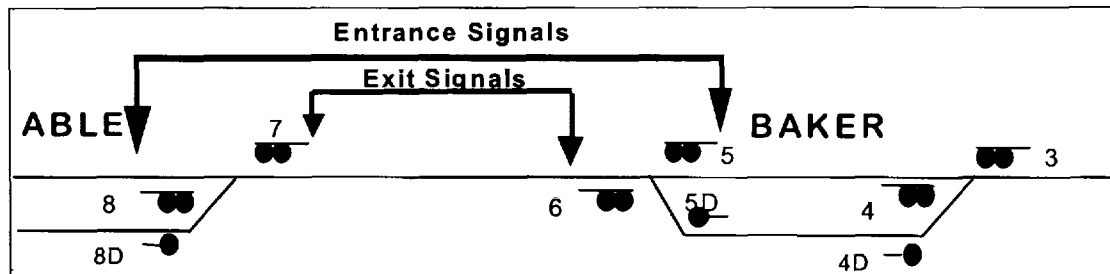 Entrance Signals
Exit Signals
ABLE
7
BAKER
5
3
8
6
5D
4
8D
4D